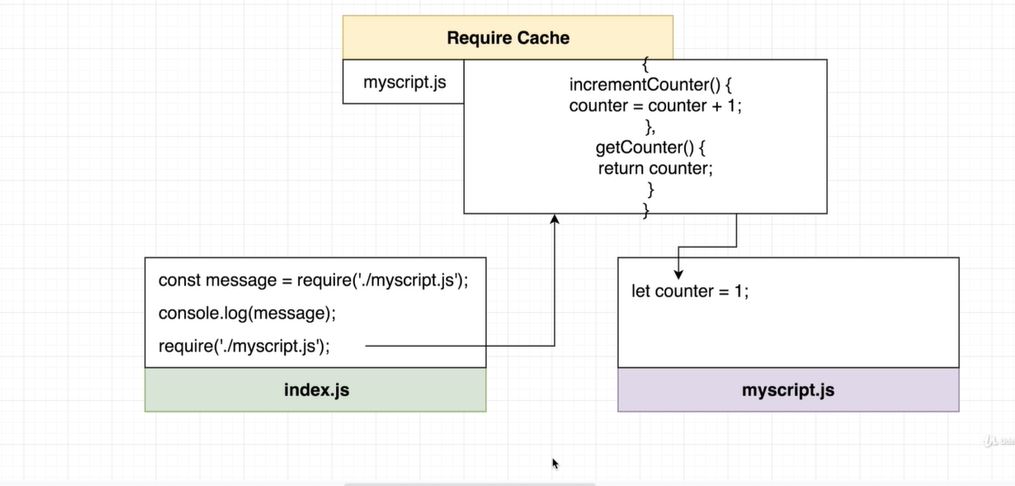 Require Cache
myscript.js
{
incrementCounter() {
counter = counter + 1;
},
getCounter() {
return counter;
}
}
const message = require('./myscript.js');
console.log(message);
require('./myscript.js');
index.js
let counter = 1;
myscript.js